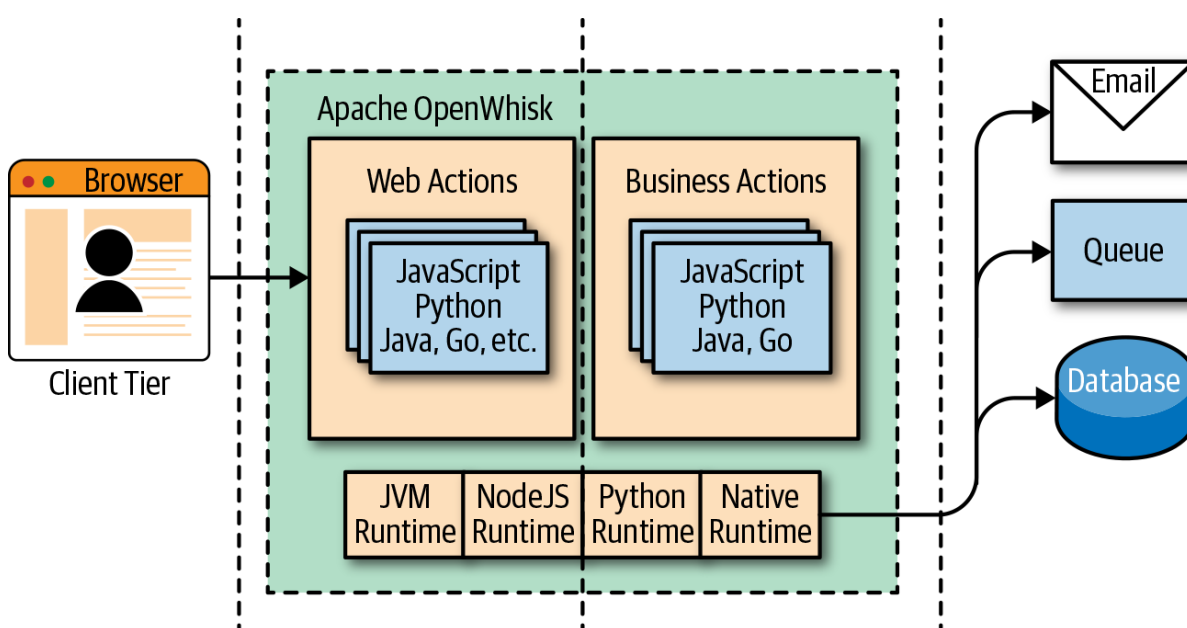 Apache OpenWhisk
Browser
Client Tier
Web Actions
JavaScript
Python
Java, Go, etc.
Business Actions
JavaScript
Python
Java, Go
JVM
Runtime
NodeJS
Runtime
Python
Runtime
Native
Runtime
Email
Queue
Database